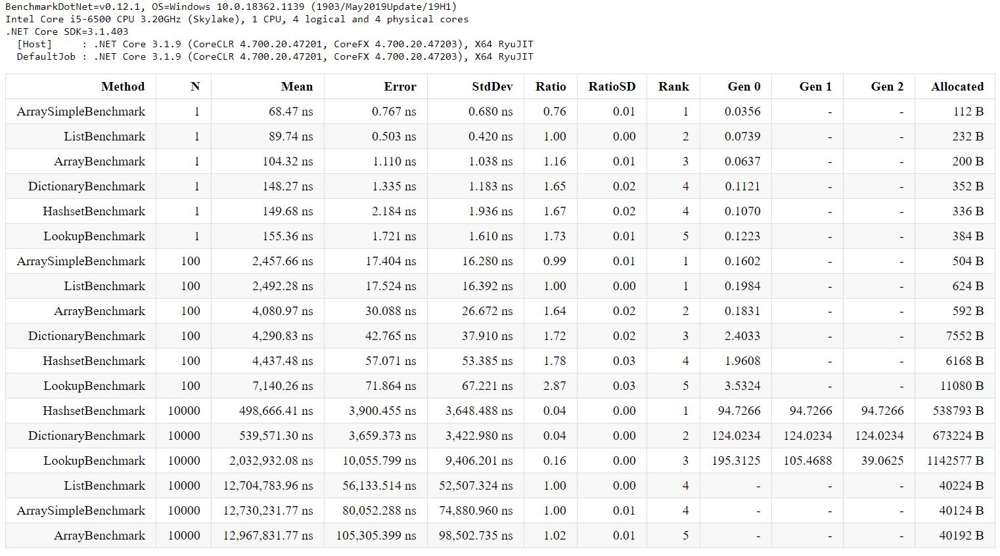 BenchmarkDotNet=v0.12.1, OS=Windows 10.0.18362.1139 (1903/May2019Update/19H1)
Intel Core i5-6500 CPU 3.20GHz (Skylake), 1 CPU, 4 logical and 4 physical cores
.NET Core SDK=3.1.403
[Host]     : .NET Core 3.1.9 (CoreCLR 4.700.20.47201, CoreFX 4.700.20.47203), X64 RyuJIT
DefaultJob : .NET Core 3.1.9 (CoreCLR 4.700.20.47201, CoreFX 4.700.20.47203), X64 RyuJIT
Method N Mean Error StdDev Ratio RatioSD Rank Gen 0 Gen 1 Gen 2 Allocated
ArraySimpleBenchmark 1 68.47 ns 0.767 ns 0.680 ns 0.76 0.01 1 0.0356 - - 112 B
ListBenchmark 1 89.74 ns 0.503 ns 0.420 ns 1.00 0.00 2 0.0739 - - 232 B
ArrayBenchmark 1 104.32 ns 1.110 ns 1.038 ns 1.16 0.01 3 0.0637 - - 200 B
DictionaryBenchmark 1 148.27 ns 1.335 ns 1.183 ns 1.65 0.02 4 0.1121 - - 352 B
HashsetBenchmark 1 149.68 ns 2.184 ns 1.936 ns 1.67 0.02 4 0.1070 - - 336 B
LookupBenchmark 1 155.36 ns 1.721 ns 1.610 ns 1.73 0.01 5 0.1223 - - 384 B
ArraySimpleBenchmark 100 2,457.66 ns 17.404 ns 16.280 ns 0.99 0.01 1 0.1602 - - 504 B
ListBenchmark 100 2,492.28 ns 17.524 ns 16.392 ns 1.00 0.00 1 0.1984 - - 624 B
ArrayBenchmark 100 4,080.97 ns 30.088 ns 26.672 ns 1.64 0.02 2 0.1831 - - 592 B
DictionaryBenchmark 100 4,290.83 ns 42.765 ns 37.910 ns 1.72 0.02 3 2.4033 - - 7552 B
HashsetBenchmark 100 4,437.48 ns 57.071 ns 53.385 ns 1.78 0.03 4 1.9608 - - 6168 B
LookupBenchmark 100 7,140.26 ns 71.864 ns 67.221 ns 2.87 0.03 5 3.5324 - - 11080 B
HashsetBenchmark 10000 498,666.41 ns 3,900.455 ns 3,648.488 ns 0.04 0.00 1 94.7266 94.7266 94.7266 538793 B
DictionaryBenchmark 10000 539,571.30 ns 3,659.373 ns 3,422.980 ns 0.04 0.00 2 124.0234 124.0234 124.0234 673224 B
LookupBenchmark 10000 2,032,932.08 ns 10,055.799 ns 9,406.201 ns 0.16 0.00 3 195.3125 105.4688 39.0625 1142577 B
ListBenchmark 10000 12,704,783.96 ns 56,133.514 ns 52,507.324 ns 1.00 0.00 4 - - - 40224 B
ArraySimpleBenchmark 10000 12,730,231.77 ns 80,052.288 ns 74,880.960 ns 1.00 0.01 4 - - - 40124 B
ArrayBenchmark 10000 12,967,831.77 ns 105,305.399 ns 98,502.735 ns 1.02 0.01 5 - - - 40192 B